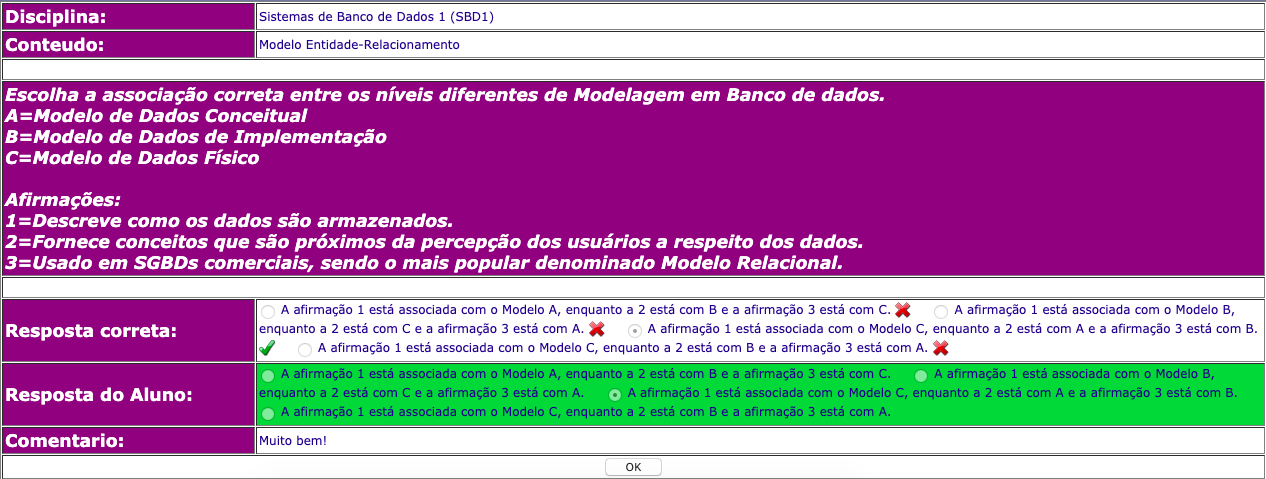 Disciplina: Sistemas de Banco de Dados 1 (SBD1)
Conteudo: Modelo Entidade-Relacionamento
Escolha a associação correta entre os níveis diferentes de Modelagem em Banco de dados.
A=Modelo de Dados Conceitual
B=Modelo de Dados de Implementação
C=Modelo de Dados Físico
Afirmações:
1=Descreve como os dados são armazenados.
2=Fornece conceitos que são próximos da percepção dos usuários a respeito dos dados.
3=Usado em SGBDs comerciais, sendo o mais popular denominado Modelo Relacional.
Resposta correta:
A afirmação 1 está associada com o Modelo A, enquanto a 2 está com B e a afirmação 3 está com C. A afirmação 1 está associada com o Modelo B,
enquanto a 2 está com C e a afirmação 3 está com A. A afirmação 1 está associada com o Modelo C, enquanto a 2 está com A e a afirmação 3 está com B.
A afirmação 1 está associada com o Modelo C, enquanto a 2 está com B e a afirmação 3 está com A.
Resposta do Aluno:
A afirmação 1 está associada com o Modelo A, enquanto a 2 está com B e a afirmação 3 está com C. A afirmação 1 está associada com o Modelo B,
enquanto a 2 está com C e a afirmação 3 está com A. A afirmação 1 está associada com o Modelo C, enquanto a 2 está com A e a afirmação 3 está com B.
A afirmação 1 está associada com o Modelo C, enquanto a 2 está com B e a afirmação 3 está com A.
Comentario: Muito bem!
OK